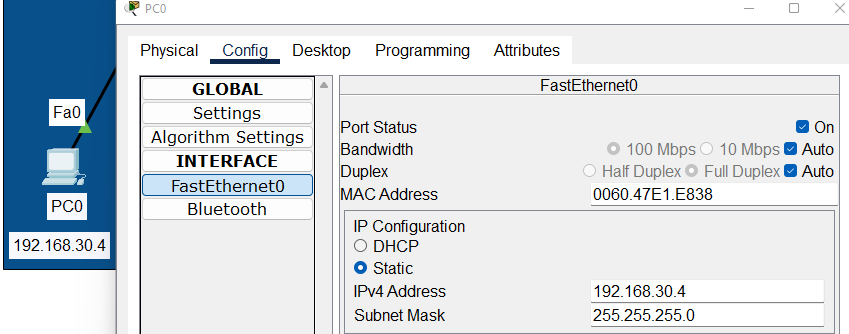 PC0
Physical Config Desktop Programming Attributes
Fa0
PC0
192.168.30.4
GLOBAL
Settings
Algorithm Settings
INTERFACE
FastEthernet0
Bluetooth
FastEthernet0
Port Status On
Bandwidth 100 Mbps 10 Mbps Auto
Duplex Half Duplex Full Duplex Auto
MAC Address 0060.47E1.E838
IP Configuration
DHCP
Static
IPv4 Address 192.168.30.4
Subnet Mask 255.255.255.0